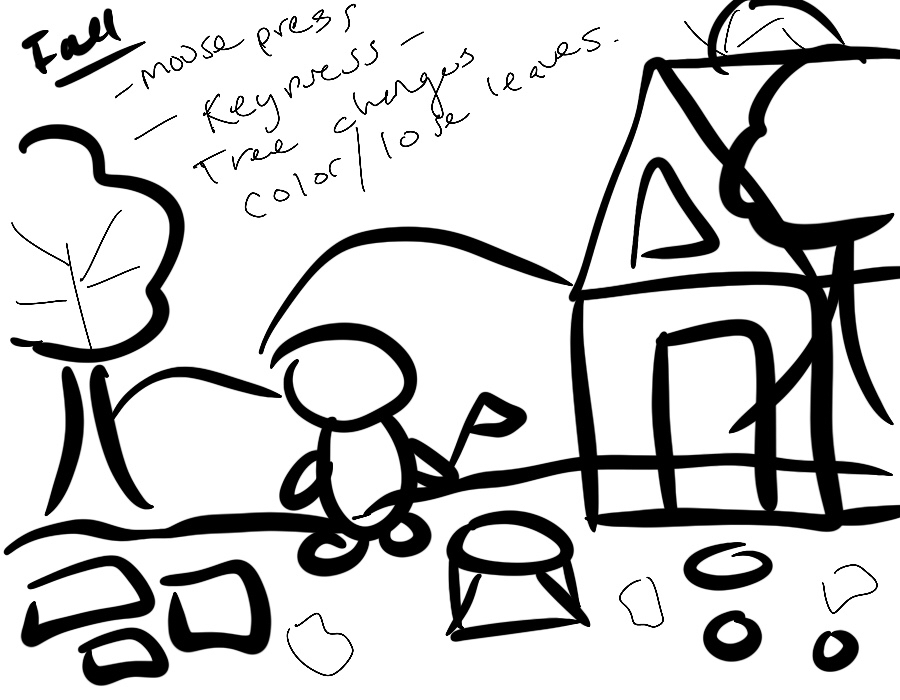 Fall
- mouse press
- Keypress -
Tree changes
color/lose leaves.